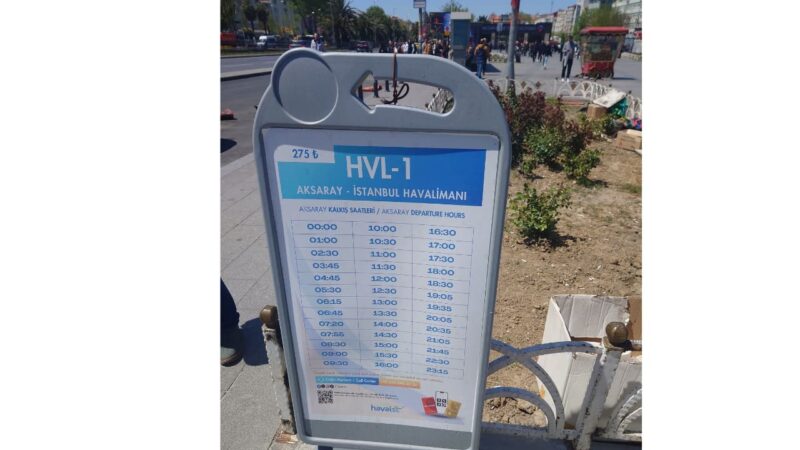 275 ₺
HVL-1
AKSARAY - İSTANBUL HAVALİMANI
AKSARAY KALKIŞ SAATLERİ / AKSARAY DEPARTURE HOURS
00:00 10:00 16:30
01:00 10:30 17:00
02:30 11:00 17:30
03:45 11:30 18:00
04:45 12:00 18:30
05:30 12:30 19:05
06:15 13:00 19:35
06:45 13:30 20:05
07:20 14:00 20:35
07:55 14:30 21:05
08:30 15:00 21:45
09:00 15:30 22:30
09:30 16:00 23:15
havaist